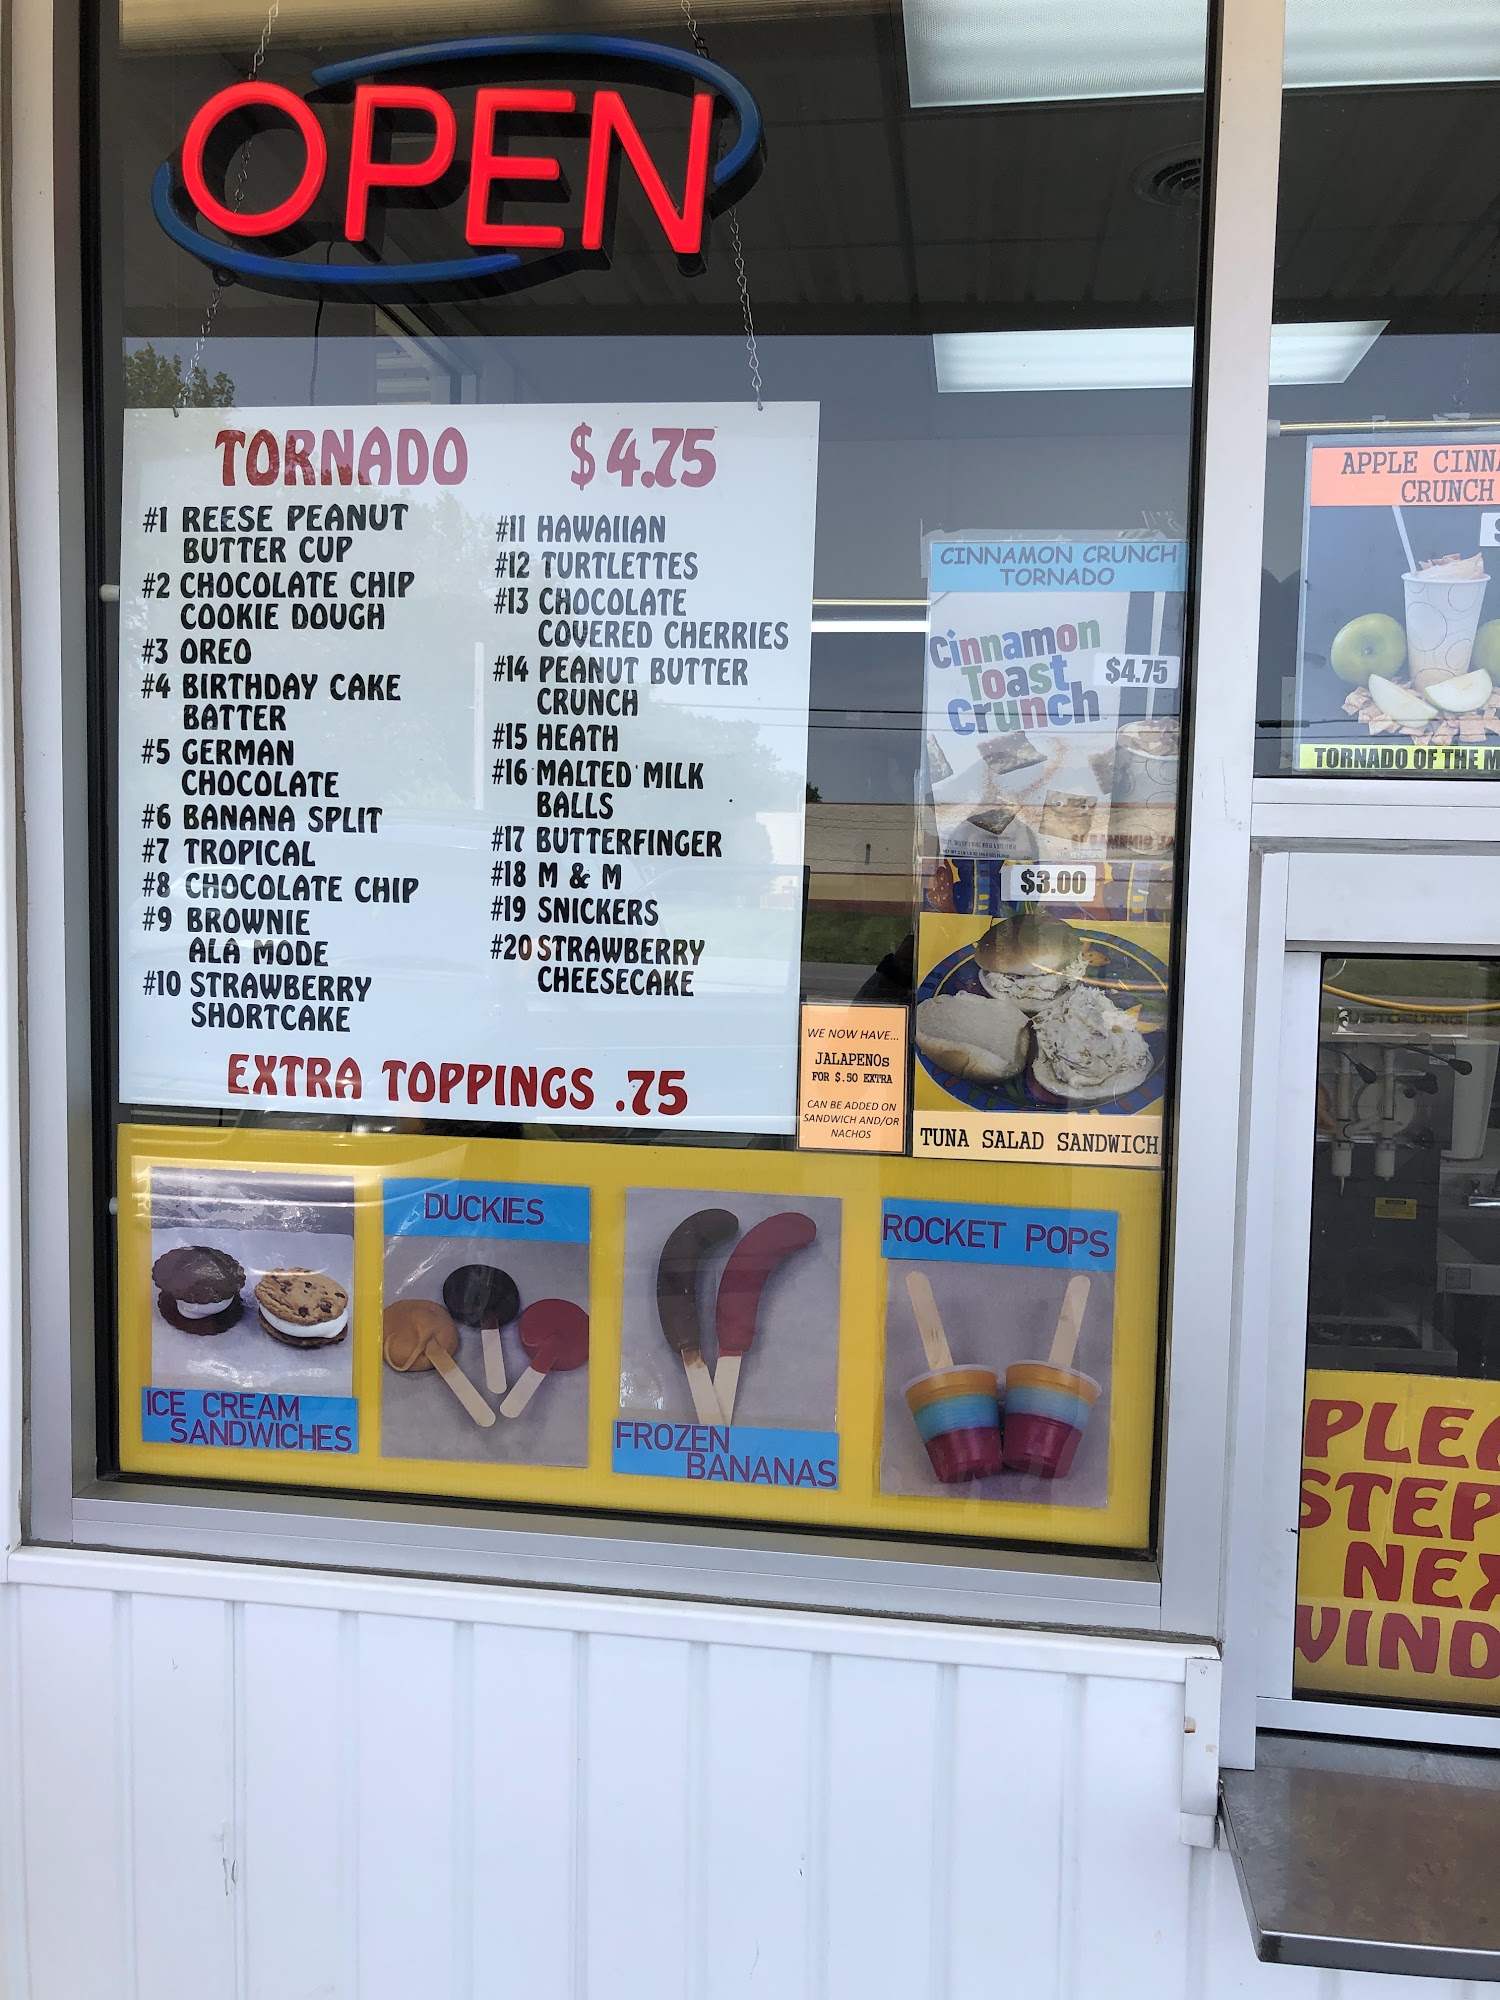 OPEN
TORNADO $4.75
#1 REESE PEANUT
BUTTER CUP
#2 CHOCOLATE CHIP
COOKIE DOUGH
#3 OREO
#4 BIRTHDAY CAKE
BATTER
#5 GERMAN
CHOCOLATE
#6 BANANA SPLIT
#7 TROPICAL
#8 CHOCOLATE CHIP
#9 BROWNIE
ALA MODE
#10 STRAWBERRY
SHORTCAKE
#11 HAWAIIAN
#12 TURTLETTES
#13 CHOCOLATE
COVERED CHERRIES
#14 PEANUT BUTTER
CRUNCH
#15 HEATH
#16 MALTED MILK
BALLS
#17 BUTTERFINGER
#18 M & M
#19 SNICKERS
#20 STRAWBERRY
CHEESECAKE
EXTRA TOPPINGS .75
WE NOW HAVE...
JALAPENOs
FOR $.50 EXTRA
CAN BE ADDED ON
SANDWICH AND/OR
NACHOS
CINNAMON CRUNCH
TORNADO
Cinnamon
Toast
Crunch
$4.75
$3.00
TUNA SALAD SANDWICH
ICE CREAM
SANDWICHES
DUCKIES
FROZEN
BANANAS
ROCKET POPS
APPLE CINNA
CRUNCH
TORNADO OF THE M
STOELTING
PLEA
STEP
NEX
WIND